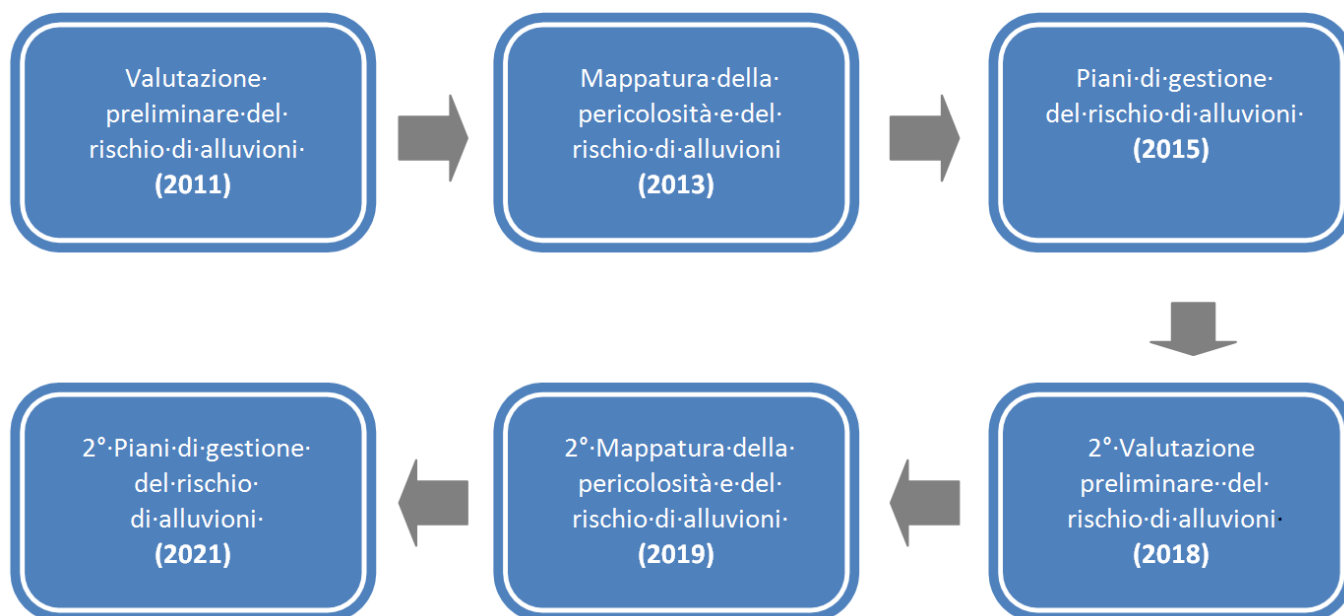 Valutazione·
preliminare·del·
rischio·di·alluvioni·
(2011)
Mappatura·della·
pericolosità·e·del·
rischio·di·alluvioni
(2013)
Piani·di·gestione·
del·rischio·di·alluvioni·
(2015)
2°·Valutazione
preliminare··del·
rischio·di·alluvioni·
(2018)
2°·Mappatura·della·
pericolosità·e·del·
rischio·di·alluvioni·
(2019)
2°·Piani·di·gestione·
del·rischio·
di·alluvioni·
(2021)